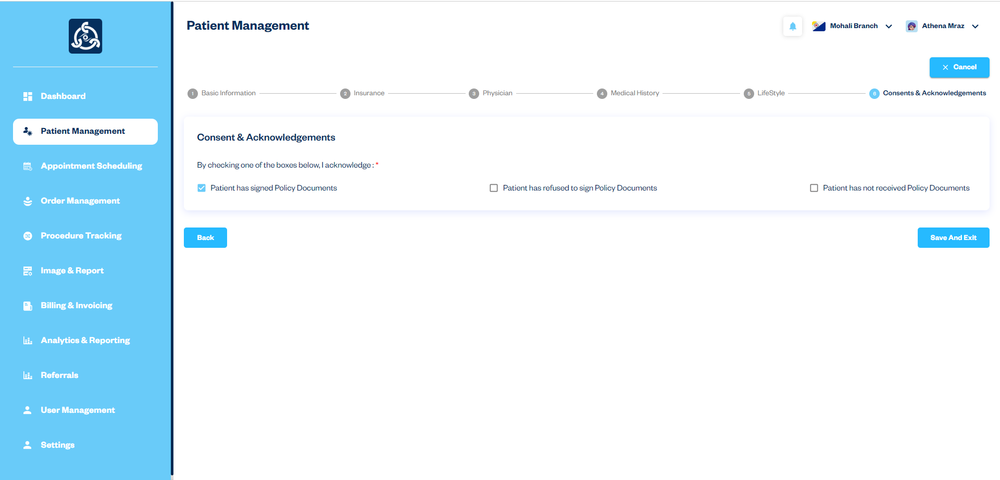 Patient Management
Mohali Branch
Athena Mraz
Cancel
1 Basic Information
2 Insurance
3 Physician
4 Medical History
5 LifeStyle
6 Consents & Acknowledgements
Dashboard
Patient Management
Appointment Scheduling
Order Management
Procedure Tracking
Image & Report
Billing & Invoicing
Analytics & Reporting
Referrals
User Management
Settings
Consent & Acknowledgements
By checking one of the boxes below, I acknowledge : *
Patient has signed Policy Documents
Patient has refused to sign Policy Documents
Patient has not received Policy Documents
Back
Save And Exit